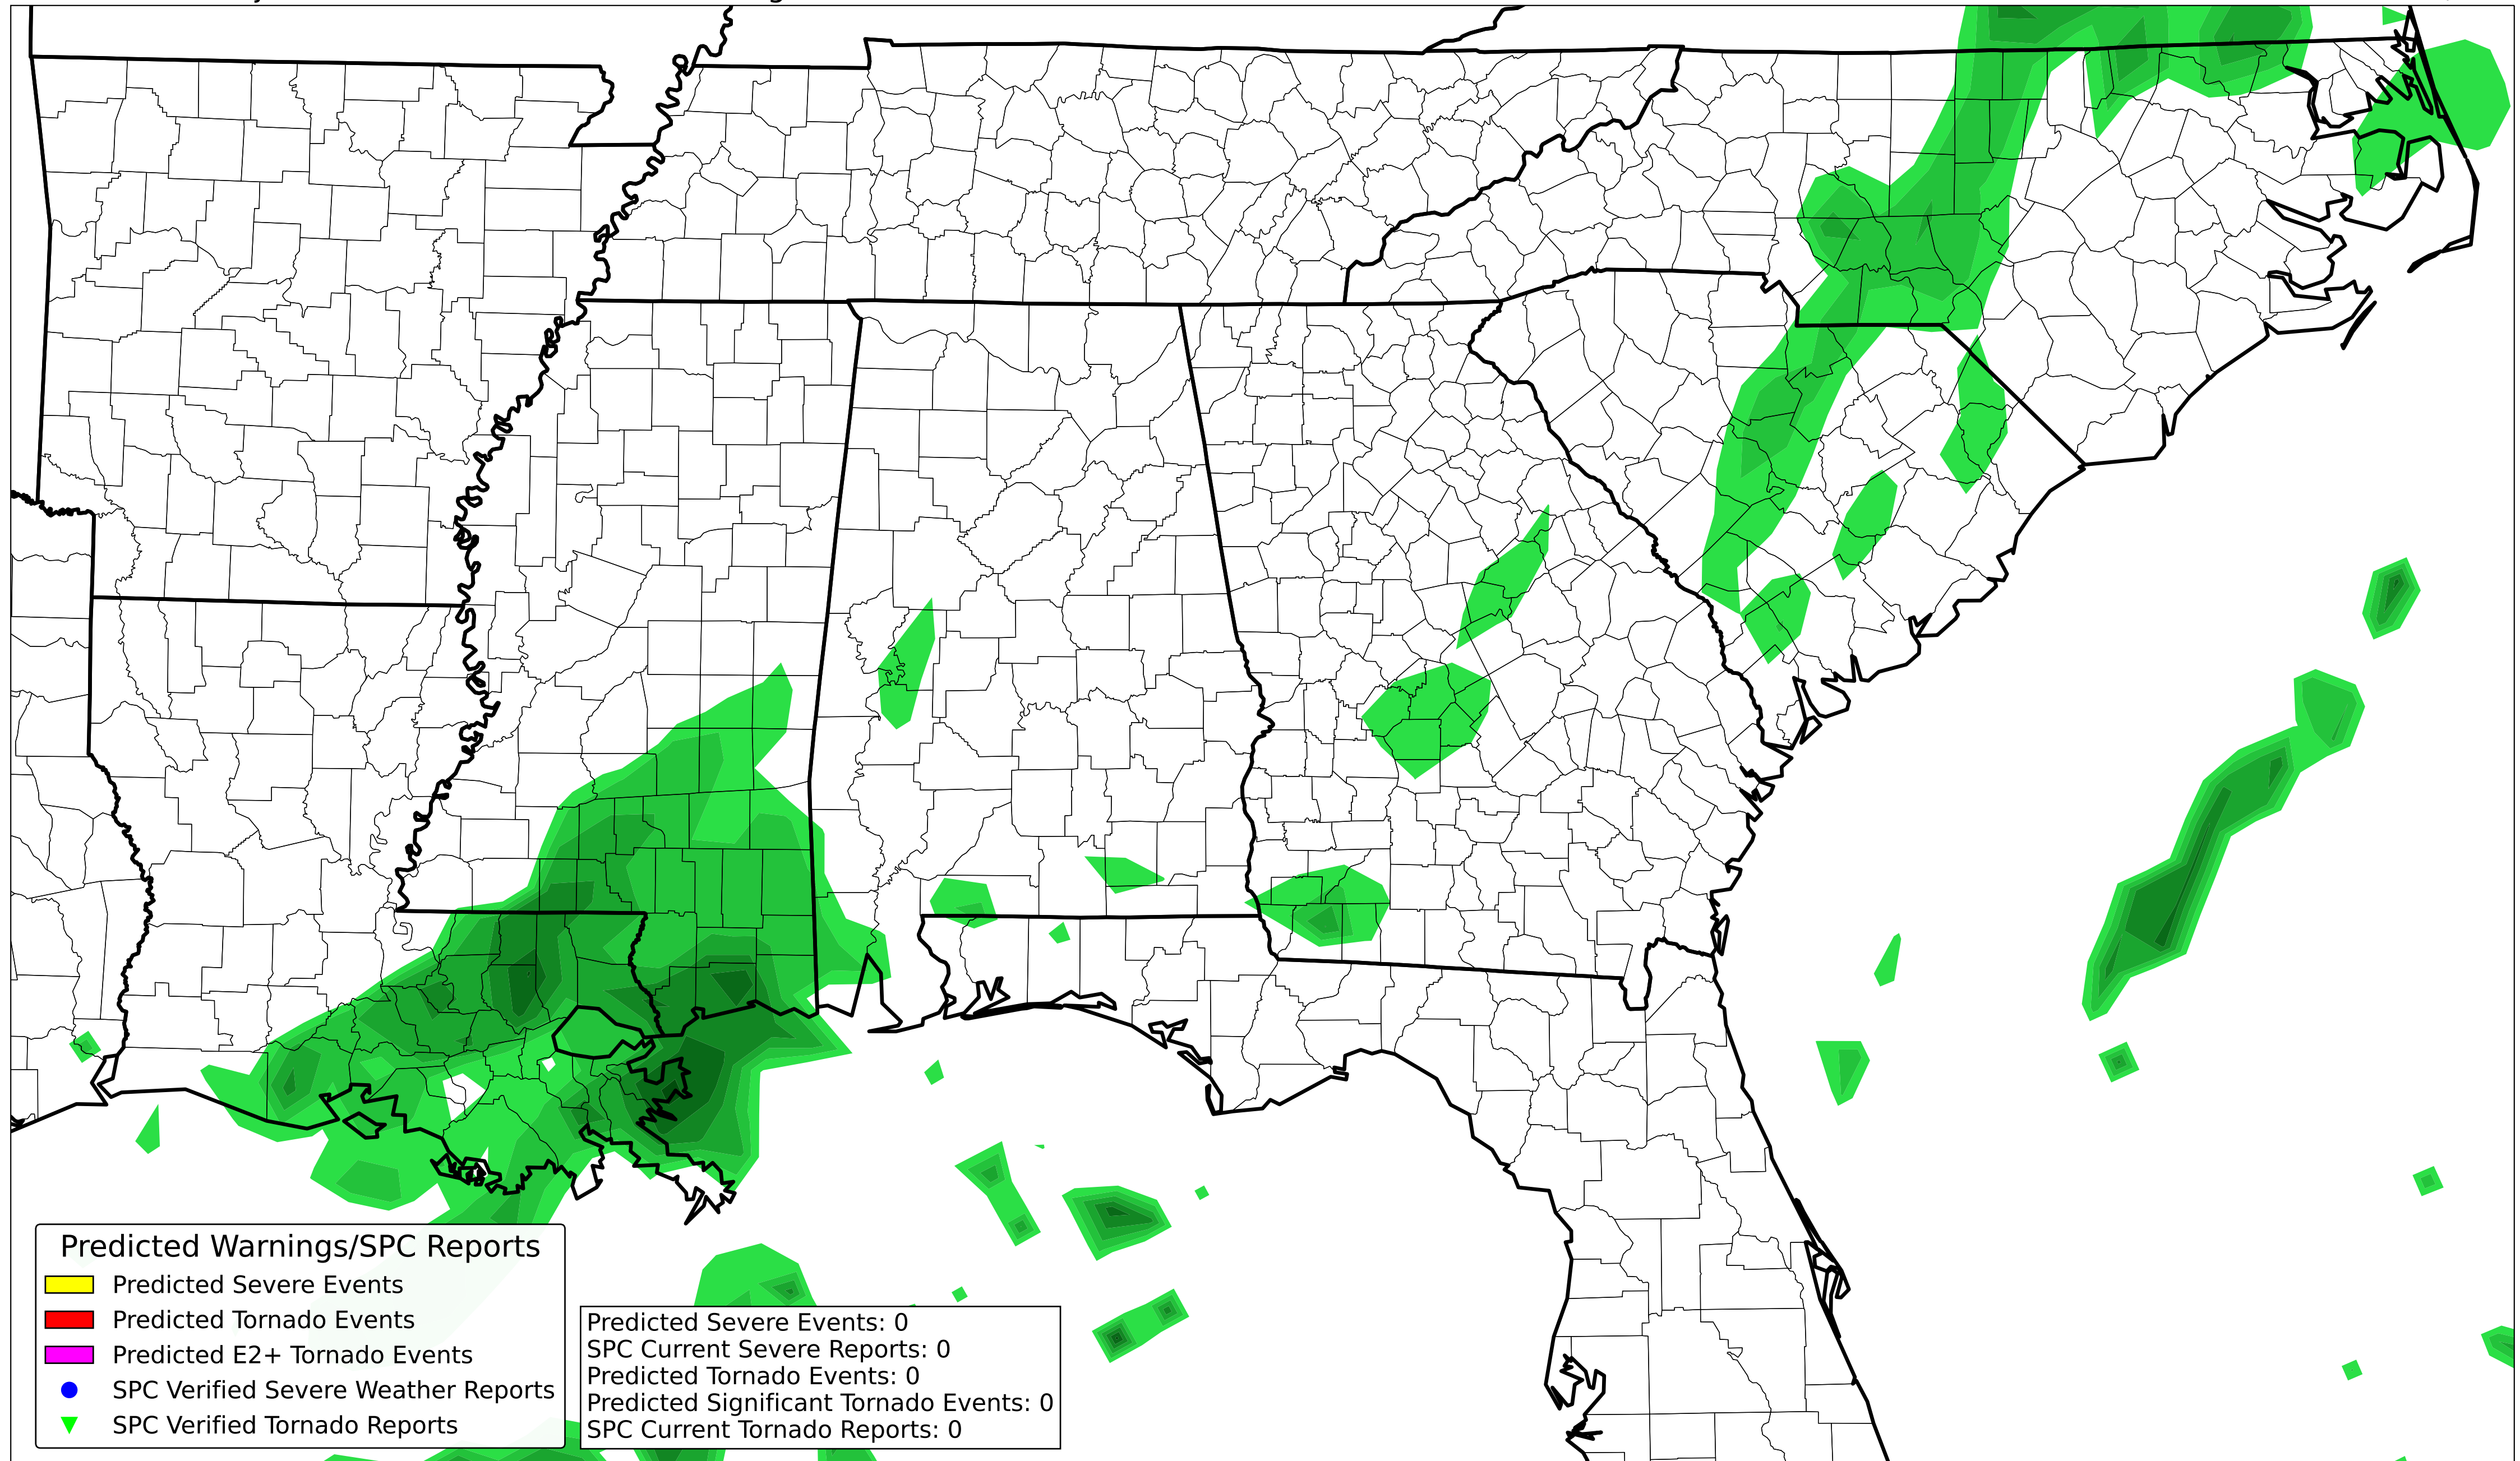 Predicted Warnings/SPC Reports
Predicted Severe Events
Predicted Tornado Events
Predicted E2+ Tornado Events
SPC Verified Severe Weather Reports
SPC Verified Tornado Reports
Predicted Severe Events: 0
SPC Current Severe Reports: 0
Predicted Tornado Events: 0
Predicted Significant Tornado Events: 0
SPC Current Tornado Reports: 0